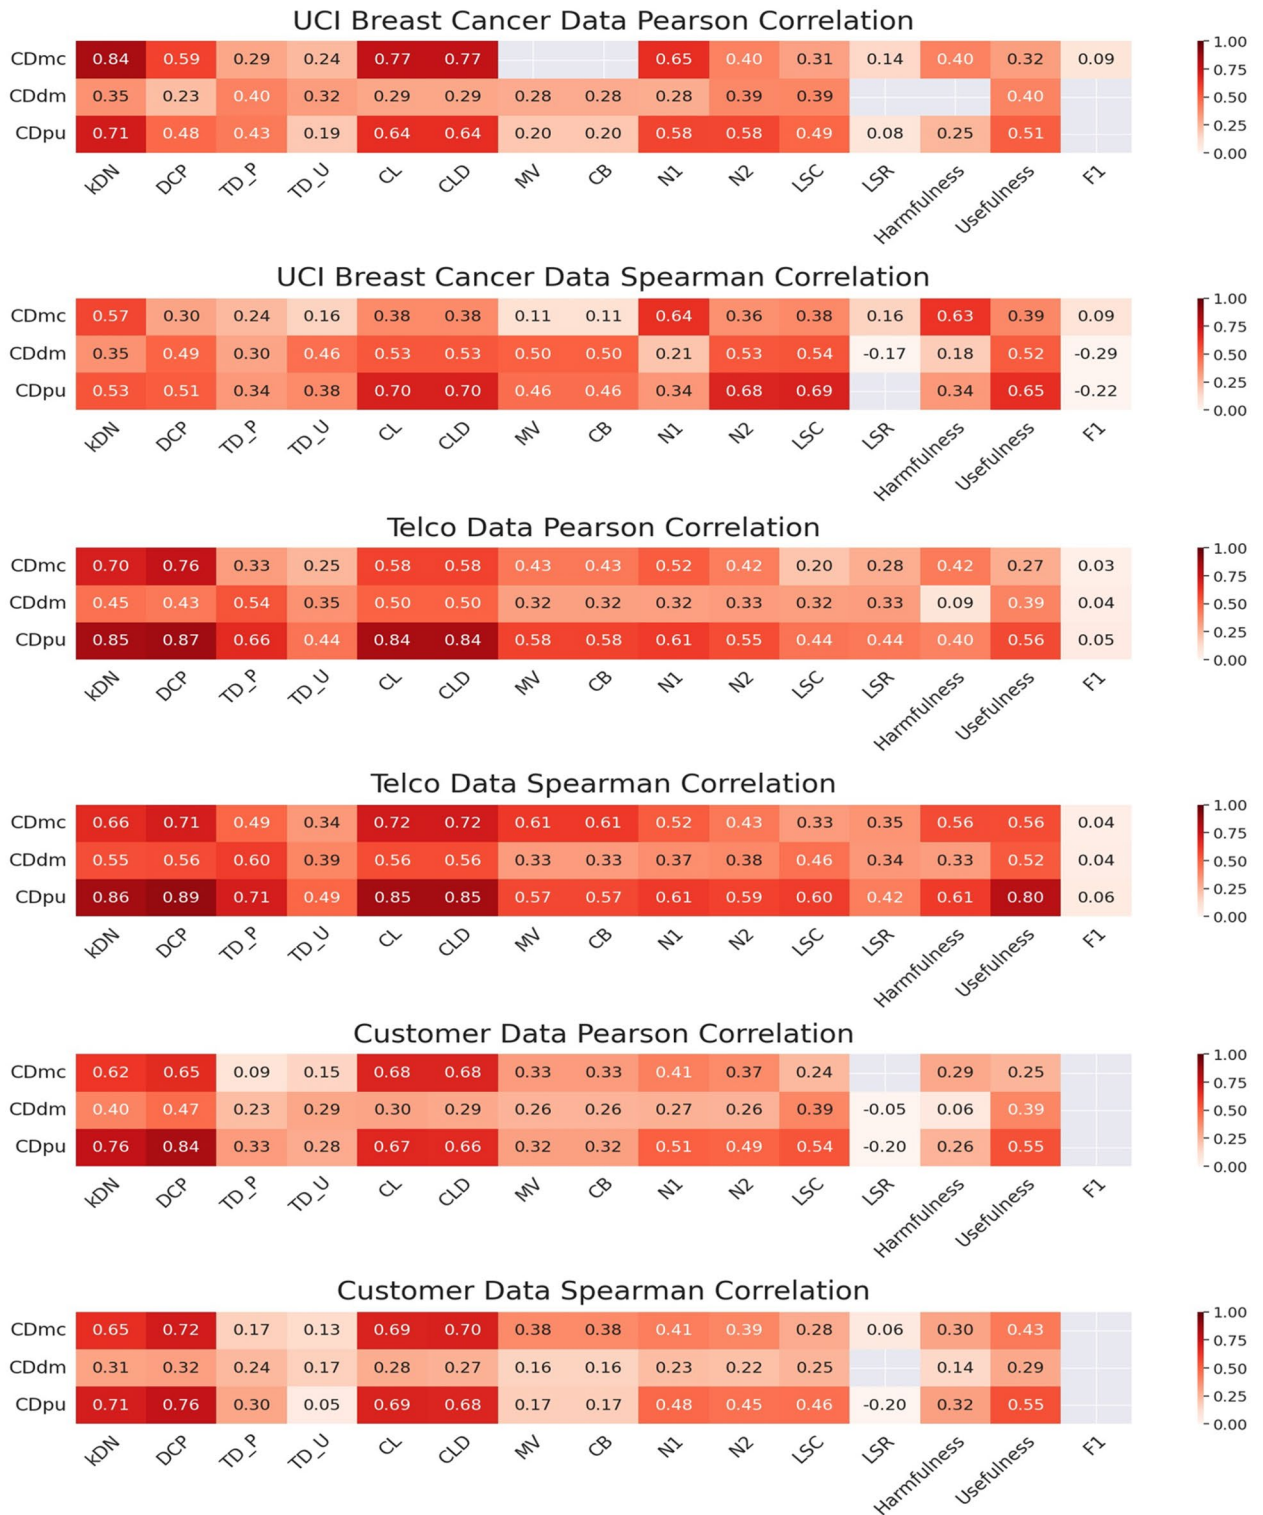 UCI Breast Cancer Data Pearson Correlation
CDmc 0.84 0.59 0.29 0.24 0.77 0.77 0.65 0.40 0.31 0.14 0.40 0.32 0.09
CDdm 0.35 0.23 0.40 0.32 0.29 0.29 0.28 0.28 0.28 0.39 0.39 0.40
CDpu 0.71 0.48 0.43 0.19 0.64 0.64 0.20 0.20 0.58 0.58 0.49 0.08 0.25 0.51
kDN DCP TD_P TD_U CL CLD MV CB N1 N2 LSC LSR Harmfulness Usefulness F1
1.00
0.75
0.50
0.25
0.00
UCI Breast Cancer Data Spearman Correlation
CDmc 0.57 0.30 0.24 0.16 0.38 0.38 0.11 0.11 0.64 0.36 0.38 0.16 0.63 0.39 0.09
CDdm 0.35 0.49 0.30 0.46 0.53 0.53 0.50 0.50 0.21 0.53 0.54 -0.17 0.18 0.52 -0.29
CDpu 0.53 0.51 0.34 0.38 0.70 0.70 0.46 0.46 0.34 0.68 0.69 0.34 0.65 -0.22
kDN DCP TD_P TD_U CL CLD MV CB N1 N2 LSC LSR Harmfulness Usefulness F1
1.00
0.75
0.50
0.25
0.00
Telco Data Pearson Correlation
CDmc 0.70 0.76 0.33 0.25 0.58 0.58 0.43 0.43 0.52 0.42 0.20 0.28 0.42 0.27 0.03
CDdm 0.45 0.43 0.54 0.35 0.50 0.50 0.32 0.32 0.32 0.33 0.32 0.33 0.09 0.39 0.04
CDpu 0.85 0.87 0.66 0.44 0.84 0.84 0.58 0.58 0.61 0.55 0.44 0.44 0.40 0.56 0.05
kDN DCP TD_P TD_U CL CLD MV CB N1 N2 LSC LSR Harmfulness Usefulness F1
1.00
0.75
0.50
0.25
0.00
Telco Data Spearman Correlation
CDmc 0.66 0.71 0.49 0.34 0.72 0.72 0.61 0.61 0.52 0.43 0.33 0.35 0.56 0.56 0.04
CDdm 0.55 0.56 0.60 0.39 0.56 0.56 0.33 0.33 0.37 0.38 0.46 0.34 0.33 0.52 0.04
CDpu 0.86 0.89 0.71 0.49 0.85 0.85 0.57 0.57 0.61 0.59 0.60 0.42 0.61 0.80 0.06
kDN DCP TD_P TD_U CL CLD MV CB N1 N2 LSC LSR Harmfulness Usefulness F1
1.00
0.75
0.50
0.25
0.00
Customer Data Pearson Correlation
CDmc 0.62 0.65 0.09 0.15 0.68 0.68 0.33 0.33 0.41 0.37 0.24 0.29 0.25
CDdm 0.40 0.47 0.23 0.29 0.30 0.29 0.26 0.26 0.27 0.26 0.39 -0.05 0.06 0.39
CDpu 0.76 0.84 0.33 0.28 0.67 0.66 0.32 0.32 0.51 0.49 0.54 -0.20 0.26 0.55
kDN DCP TD_P TD_U CL CLD MV CB N1 N2 LSC LSR Harmfulness Usefulness F1
1.00
0.75
0.50
0.25
0.00
Customer Data Spearman Correlation
CDmc 0.65 0.72 0.17 0.13 0.69 0.70 0.38 0.38 0.41 0.39 0.28 0.06 0.30 0.43
CDdm 0.31 0.32 0.24 0.17 0.28 0.27 0.16 0.16 0.23 0.22 0.25 0.14 0.29
CDpu 0.71 0.76 0.30 0.05 0.69 0.68 0.17 0.17 0.48 0.45 0.46 -0.20 0.32 0.55
kDN DCP TD_P TD_U CL CLD MV CB N1 N2 LSC LSR Harmfulness Usefulness F1
1.00
0.75
0.50
0.25
0.00